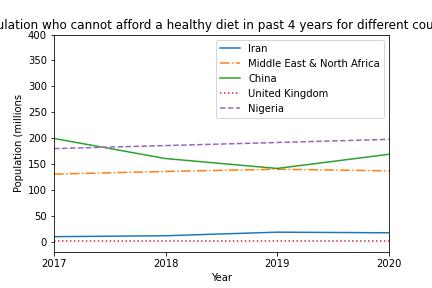 ulation who cannot afford a healthy diet in past 4 years for different cou
400
350
300
250
200
150
100
50
0
Population (millions
Iran
Middle East & North Africa
China
United Kingdom
Nigeria
2017 2018 2019 2020
Year